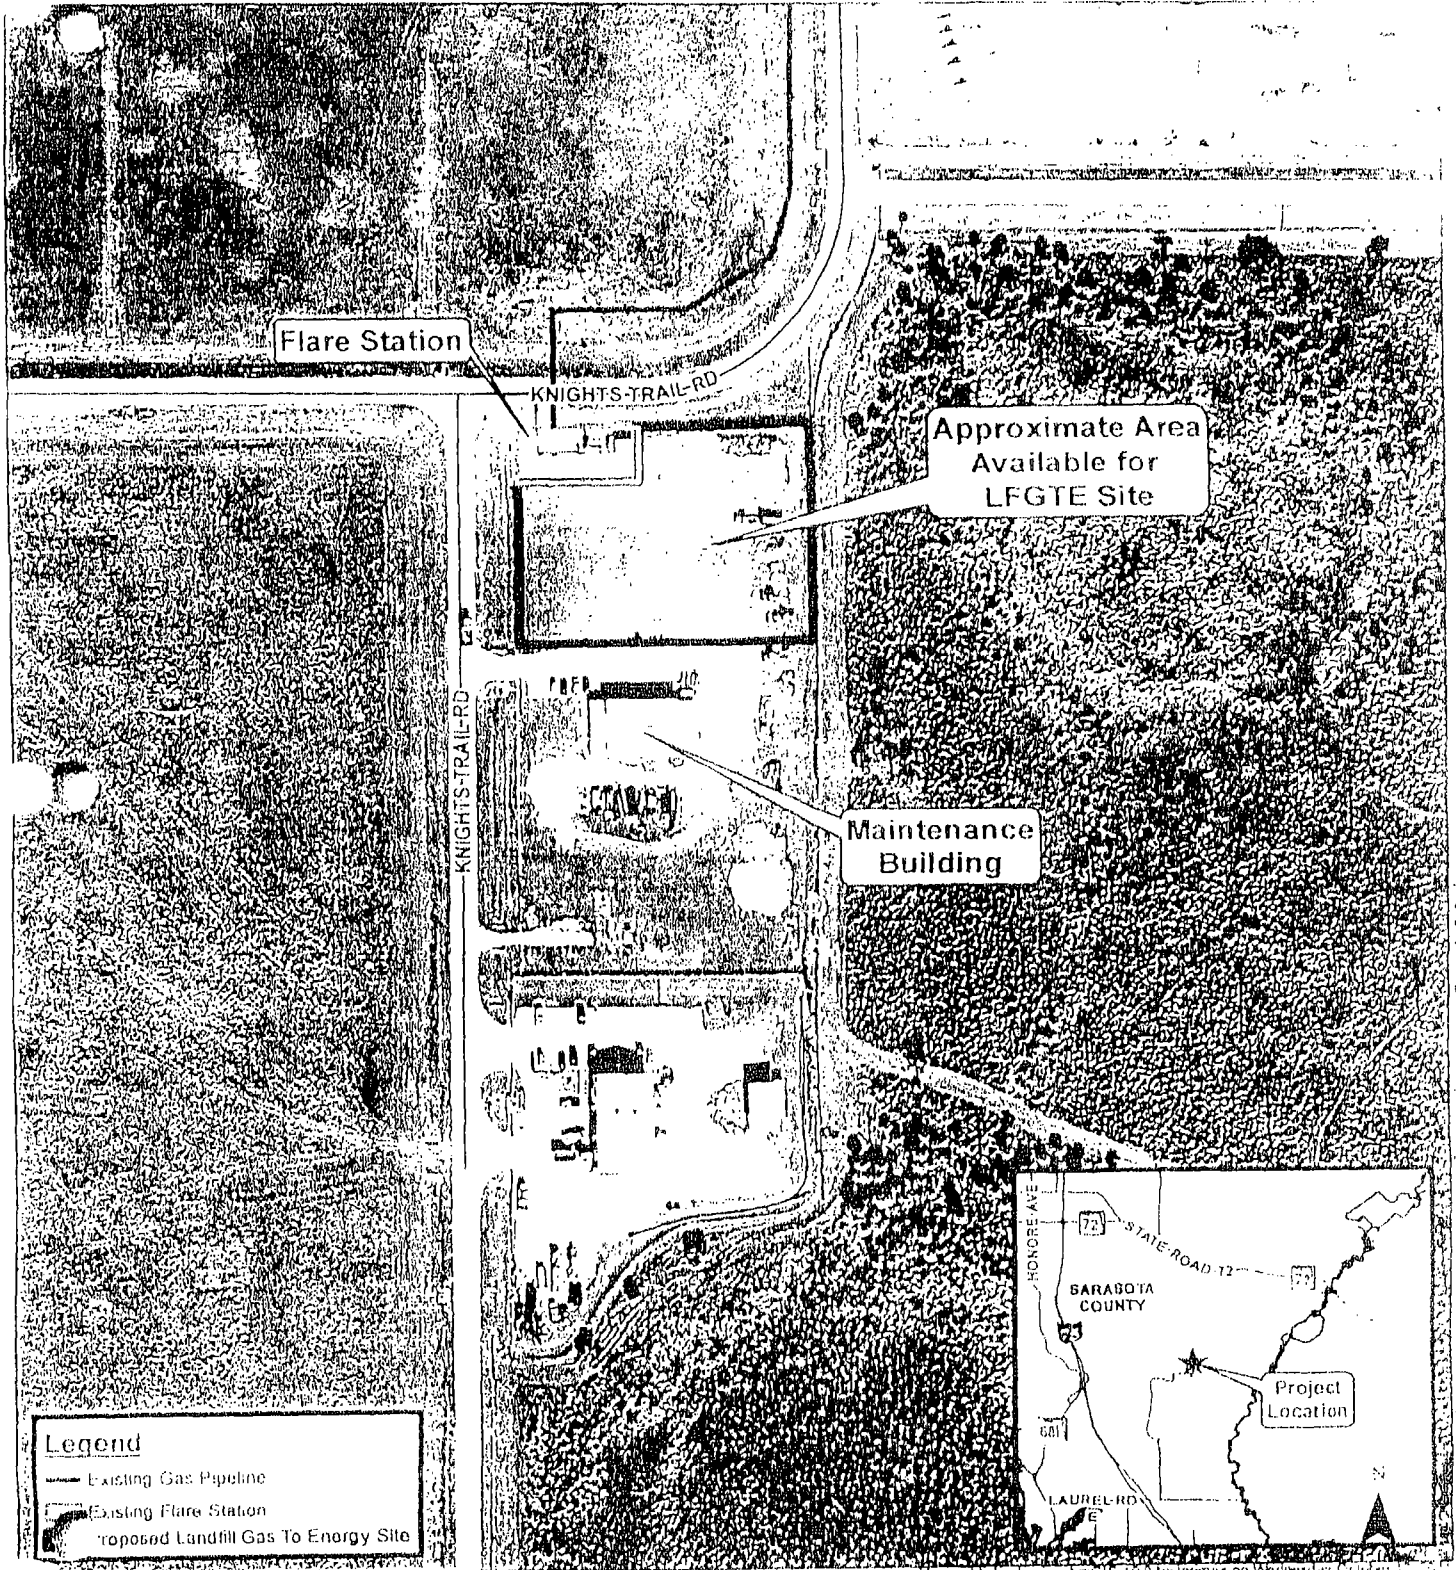 Flare Station
KNIGHTS-TRAIL-RD
Approximate Area
Available for
LFGTE Site
KNIGHTS-TRAIL-RD
Maintenance
Building
HONORE AVE
72
STATE-ROAD-72
72
SARASOTA
COUNTY
Project
Location
681
LAUREL-RD
E
N
Legend
Existing Gas Pipeline
Existing Flare Station
roposed Landfill Gas To Energy Site